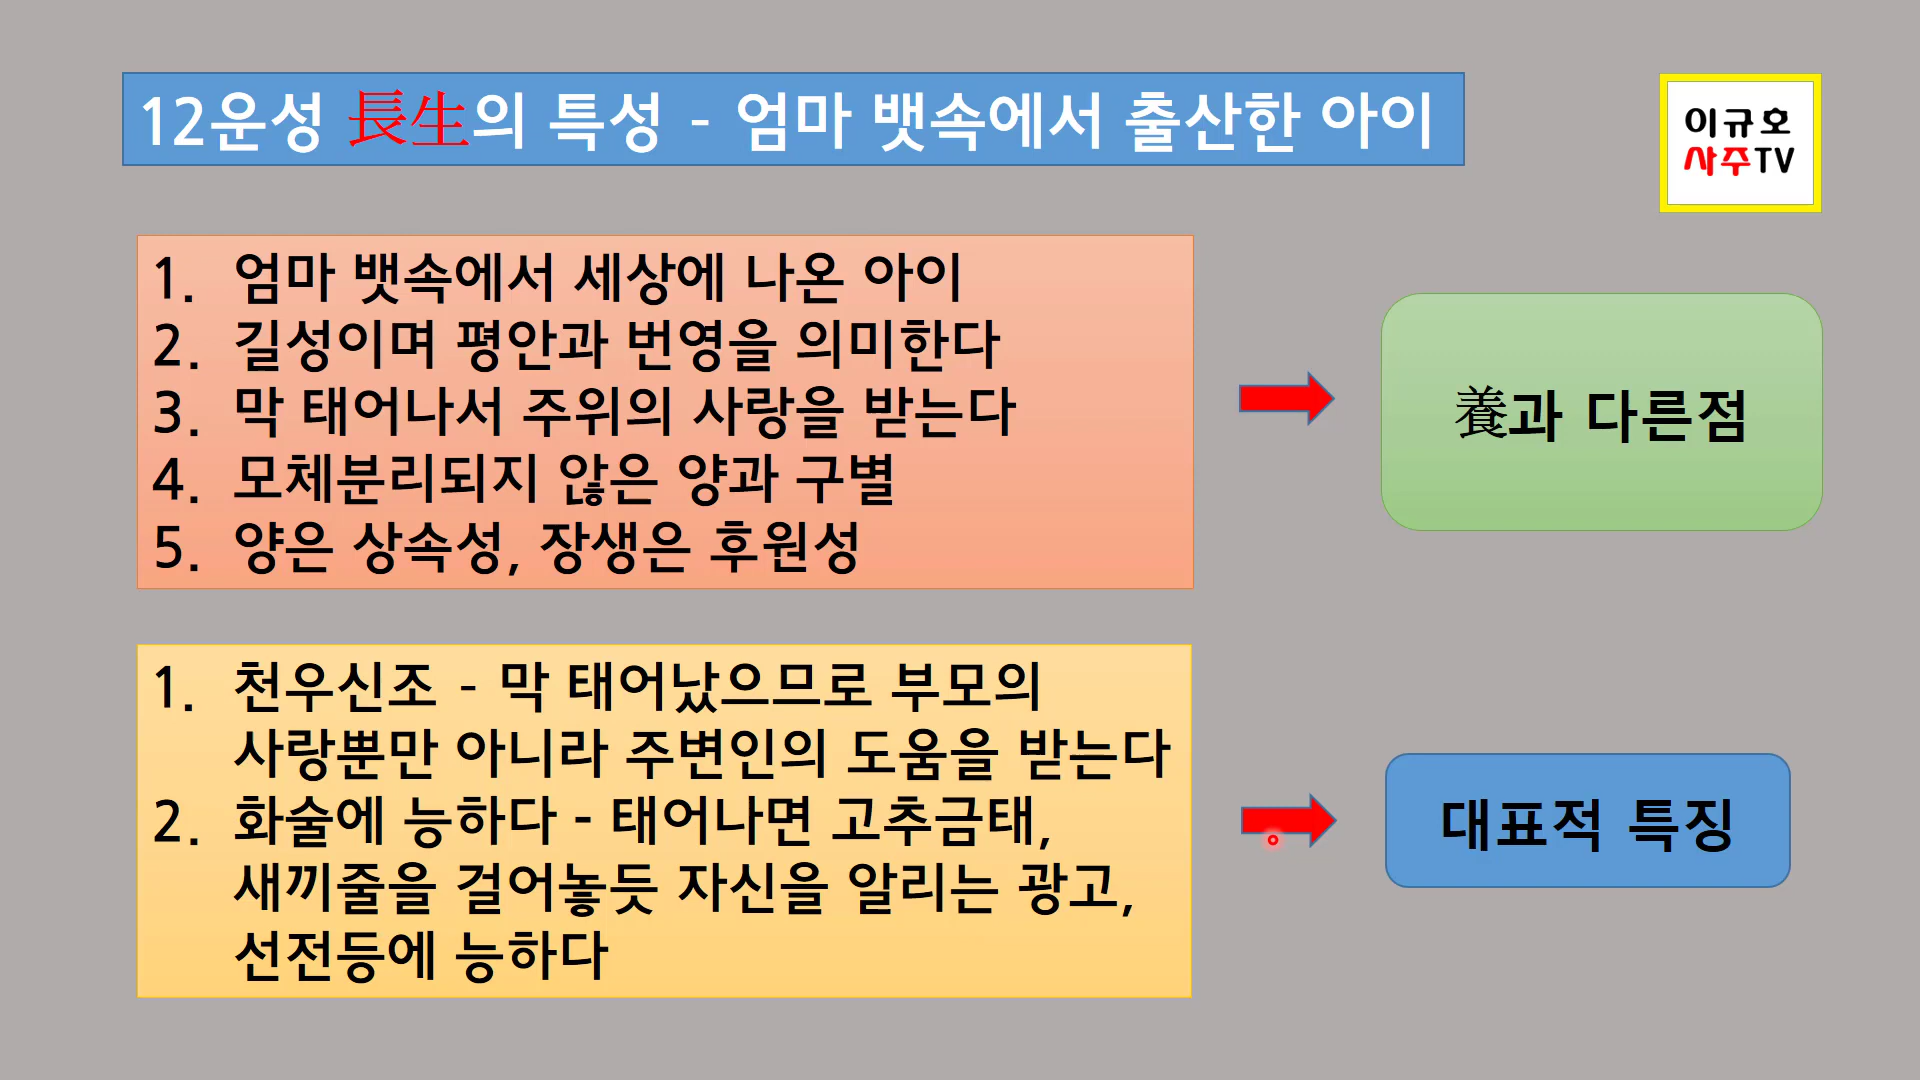 12운성 長生의 특성 - 엄마 뱃속에서 출산한 아이
이규호
사주TV
1. 엄마 뱃속에서 세상에 나온 아이
2. 길성이며 평안과 번영을 의미한다
3. 막 태어나서 주위의 사랑을 받는다
4. 모체분리되지 않은 양과 구별
5. 양은 상속성, 장생은 후원성
養과 다른점
1. 천우신조 - 막 태어났으므로 부모의
사랑뿐만 아니라 주변인의 도움을 받는다
2. 화술에 능하다 - 태어나면 고추금태,
새끼줄을 걸어놓듯 자신을 알리는 광고,
선전등에 능하다
대표적 특징